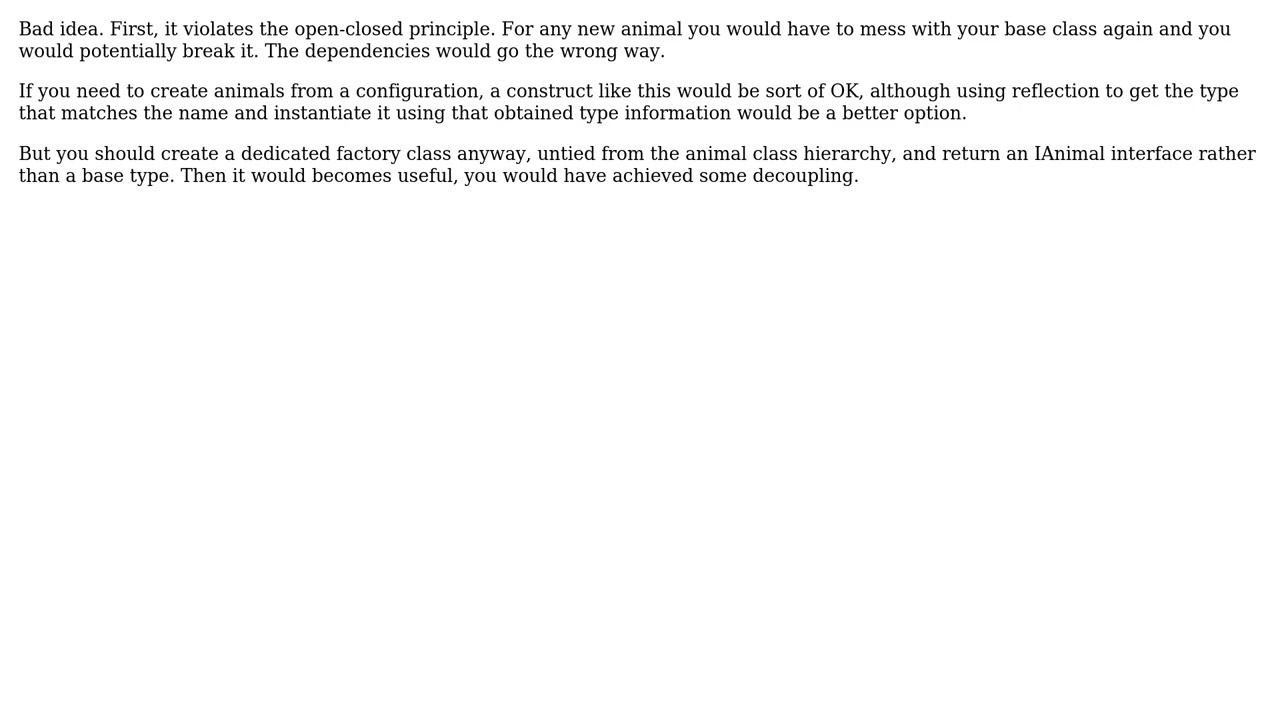 Bad idea. First, it violates the open-closed principle. For any new animal you would have to mess with your base class again and you
would potentially break it. The dependencies would go the wrong way.
If you need to create animals from a configuration, a construct like this would be sort of OK, although using reflection to get the type
that matches the name and instantiate it using that obtained type information would be a better option.
But you should create a dedicated factory class anyway, untied from the animal class hierarchy, and return an IAnimal interface rather
than a base type. Then it would becomes useful, you would have achieved some decoupling.